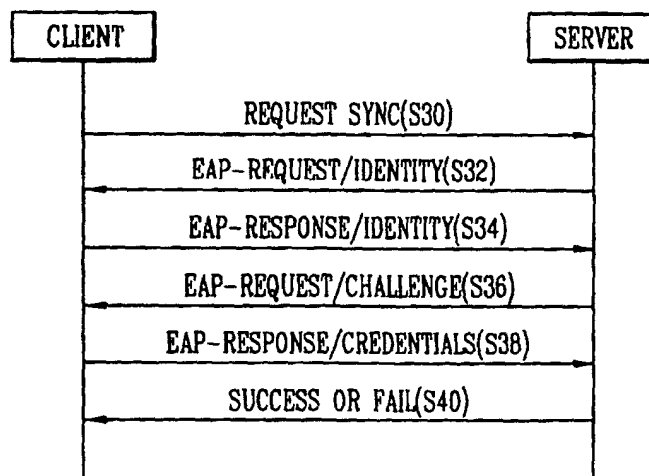 CLIENT
SERVER
REQUEST SYNC(S30)
EAP-REQUEST/IDENTITY(S32)
EAP-RESPONSE/IDENTITY(S34)
EAP-REQUEST/CHALLENGE(S36)
EAP-RESPONSE/CREDENTIALS(S38)
SUCCESS OR FAIL(S40)